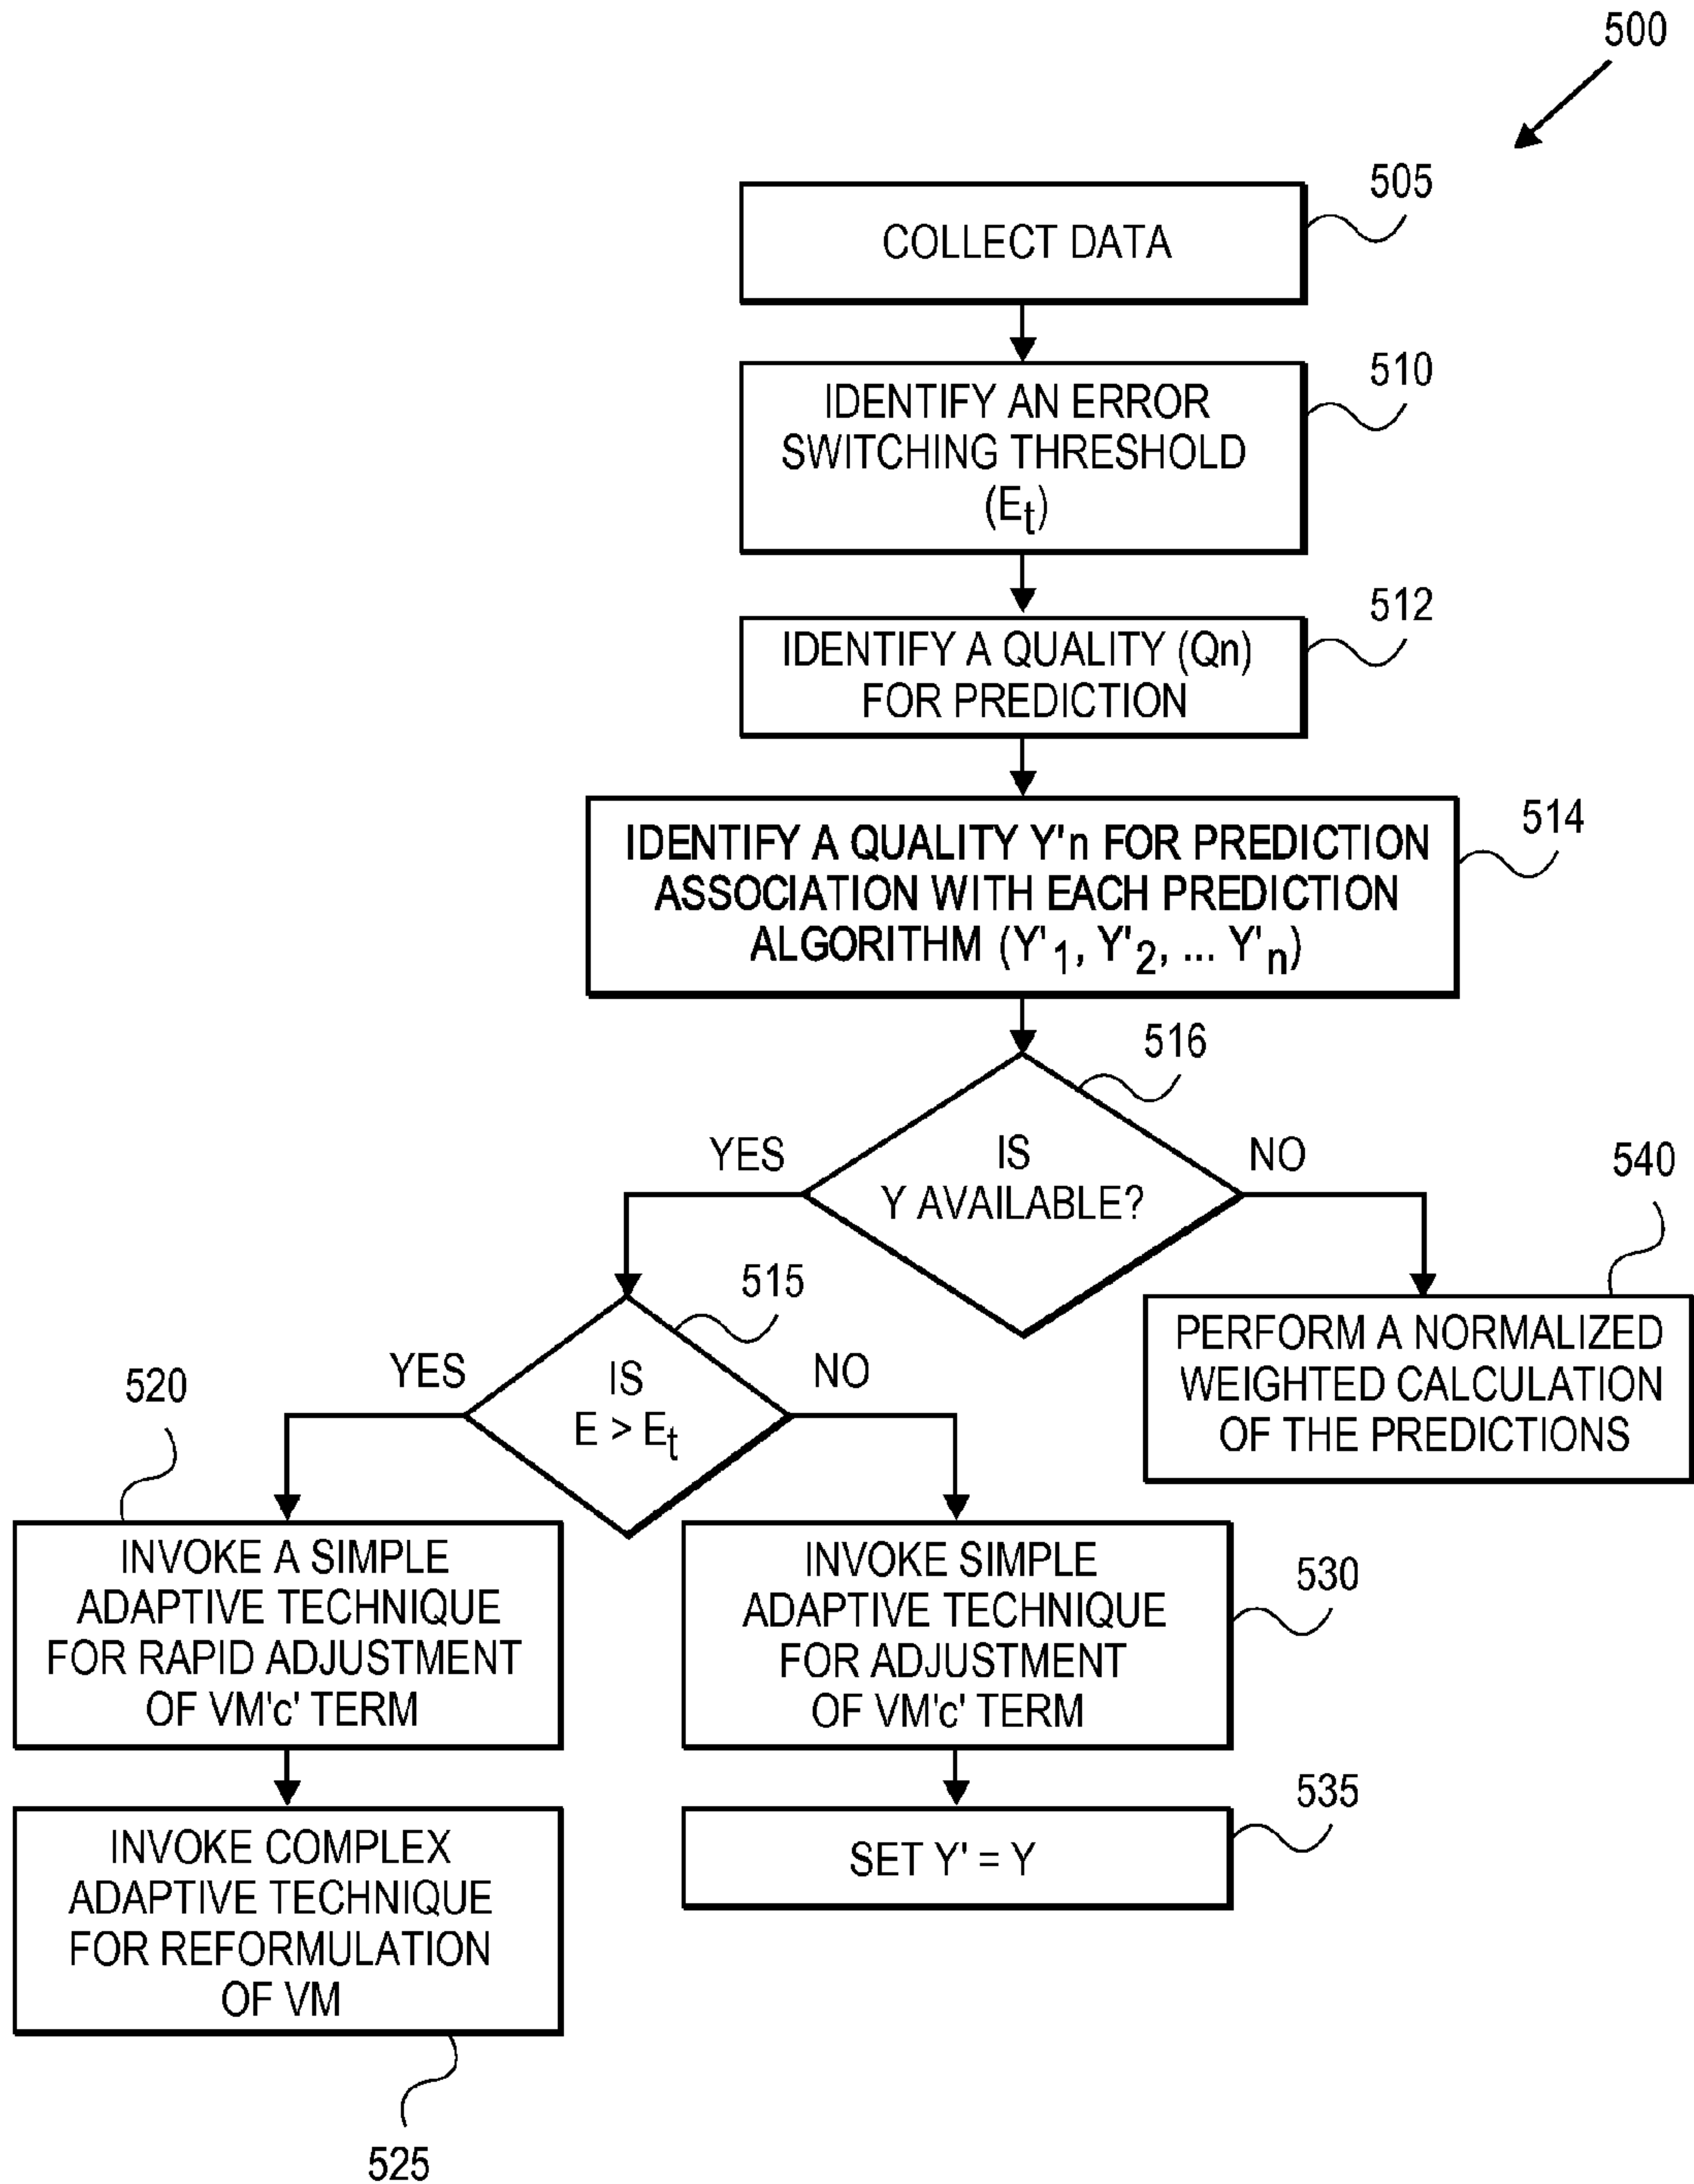 500
505
COLLECT DATA
510
IDENTIFY AN ERROR
SWITCHING THRESHOLD
(Et)
512
IDENTIFY A QUALITY (Qn)
FOR PREDICTION
514
IDENTIFY A QUALITY Y'n FOR PREDICTION
ASSOCIATION WITH EACH PREDICTION
ALGORITHM (Y'1, Y'2, ... Y'n)
516
YES
IS
Y AVAILABLE?
NO
540
PERFORM A NORMALIZED
WEIGHTED CALCULATION
OF THE PREDICTIONS
515
YES
IS
E > Et
NO
520
INVOKE A SIMPLE
ADAPTIVE TECHNIQUE
FOR RAPID ADJUSTMENT
OF VM'c' TERM
INVOKE SIMPLE
ADAPTIVE TECHNIQUE
FOR ADJUSTMENT
OF VM'c' TERM
530
INVOKE COMPLEX
ADAPTIVE TECHNIQUE
FOR REFORMULATION
OF VM
525
SET Y' = Y
535